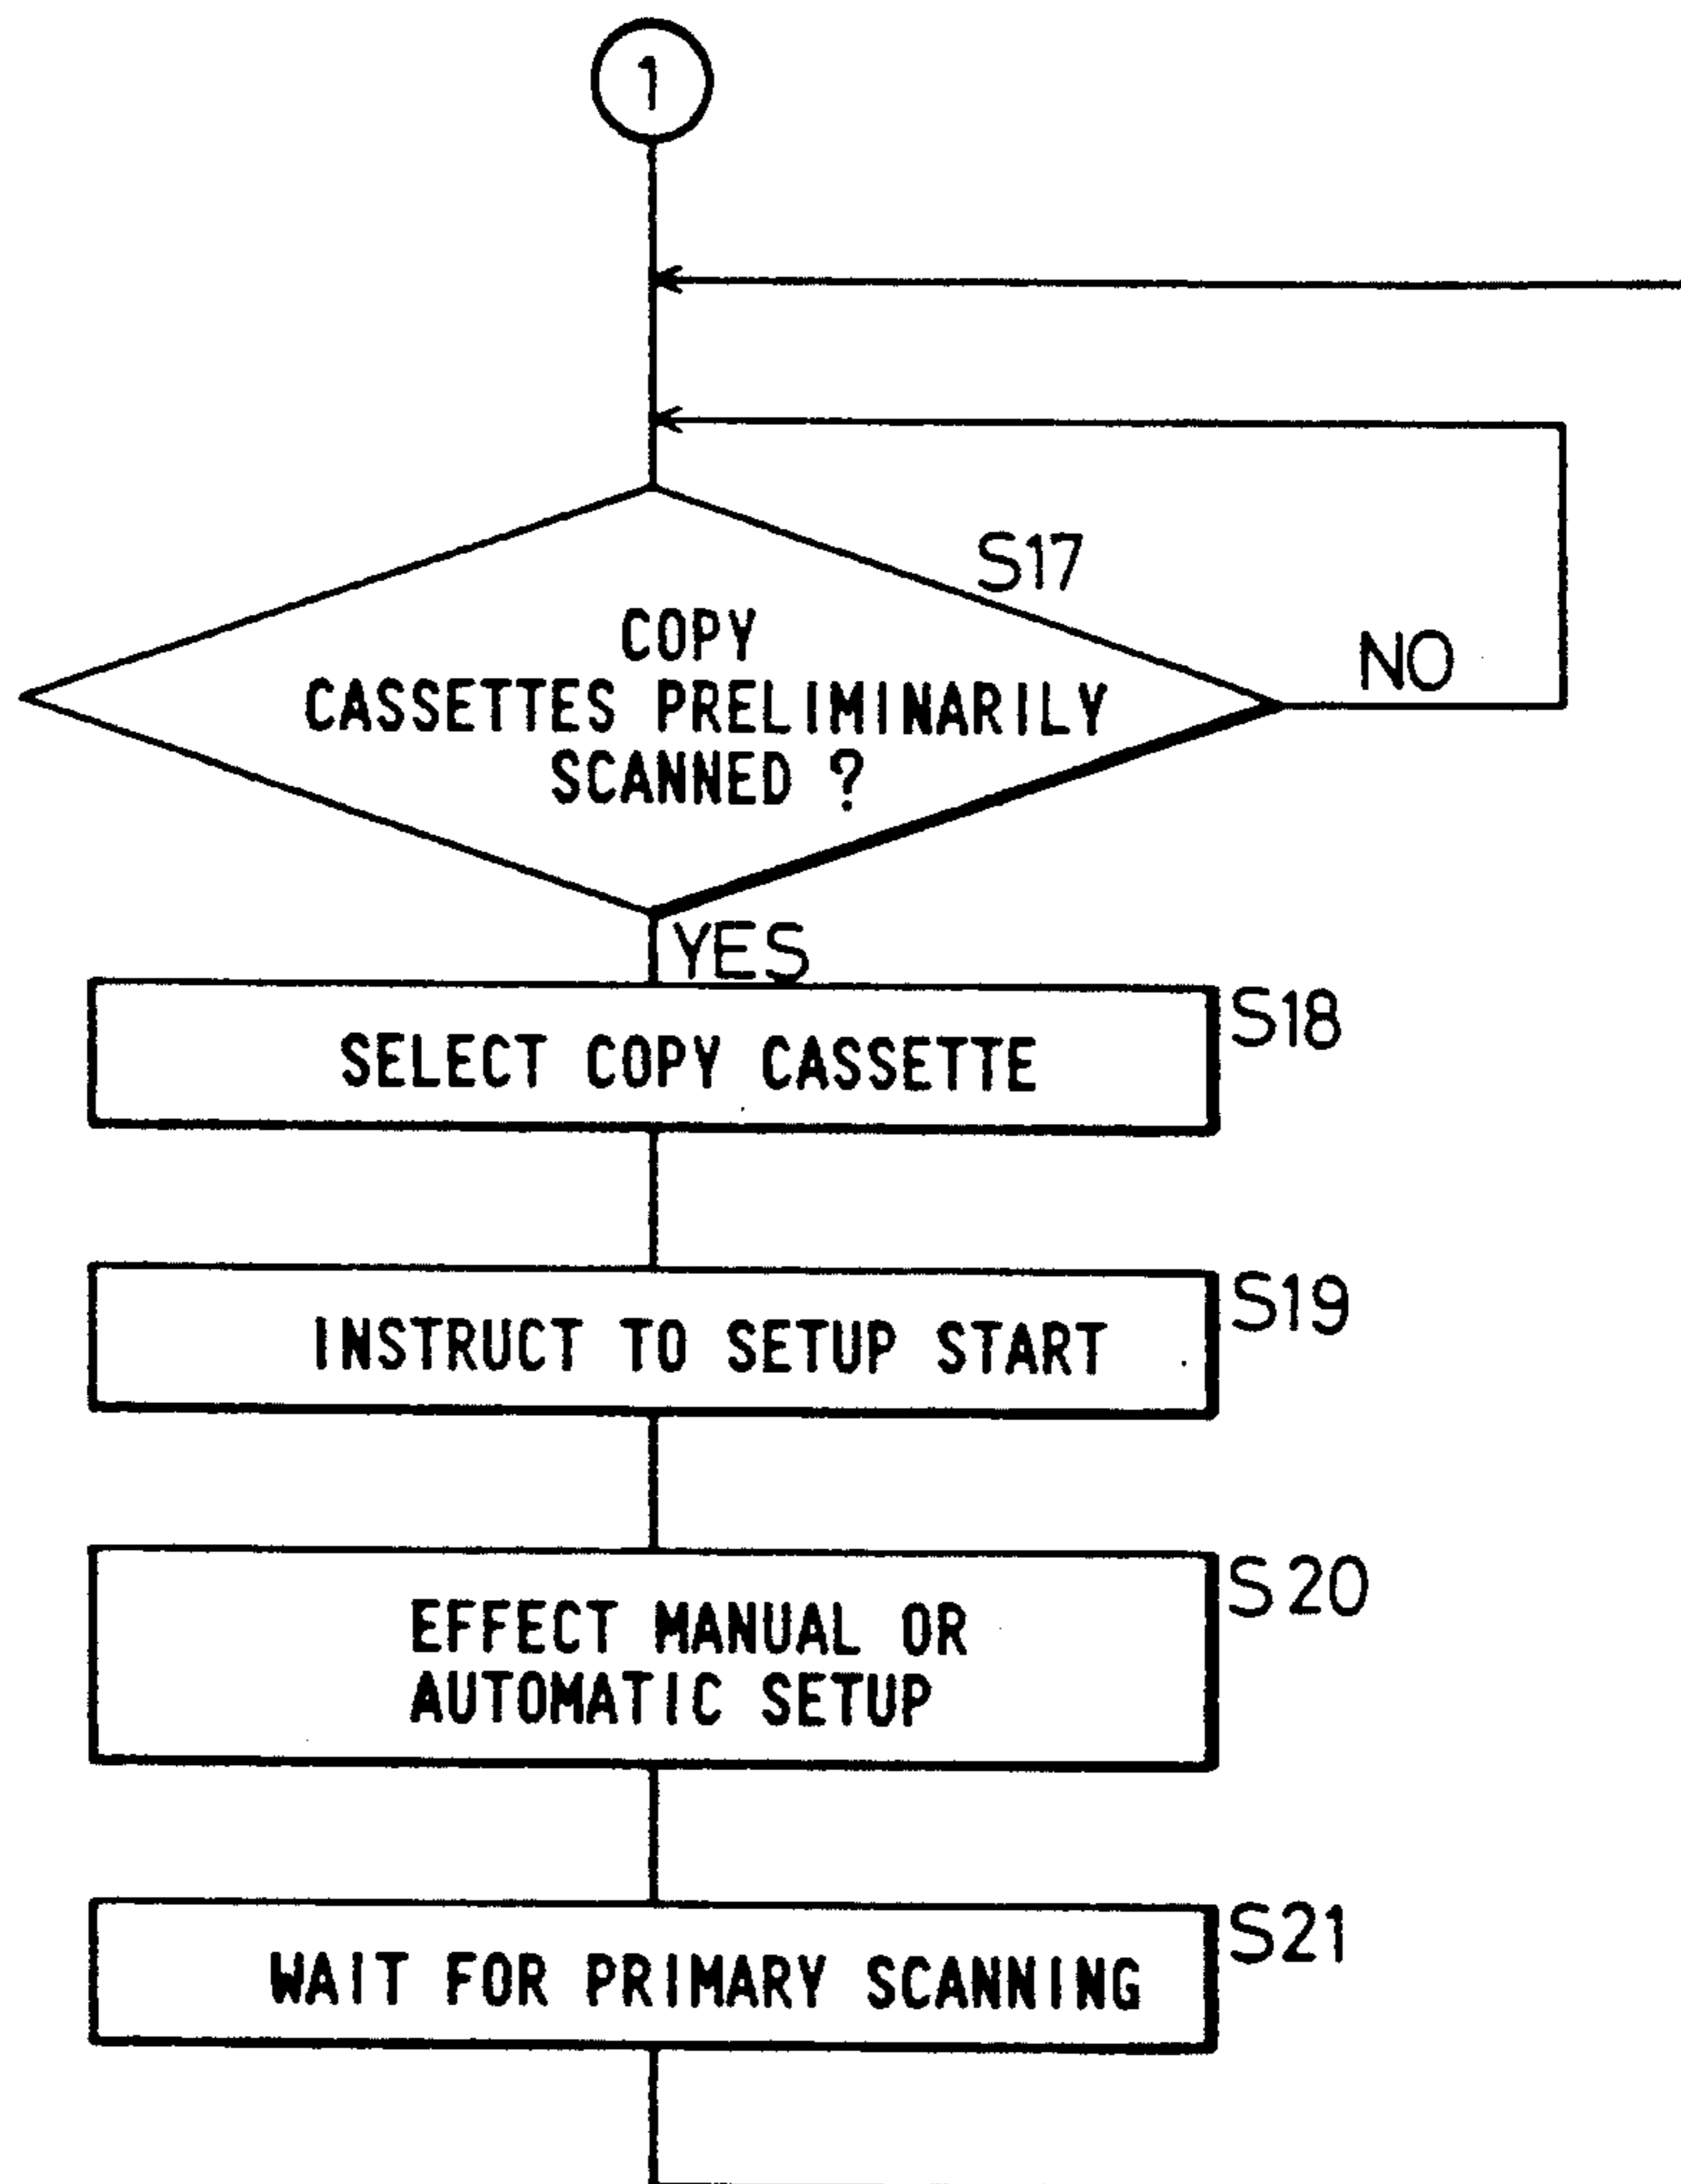 1
S17
COPY
CASSETTES PRELIMINARILY
SCANNED ?
NO
YES
S18
SELECT COPY CASSETTE
S19
INSTRUCT TO SETUP START
S20
EFFECT MANUAL OR
AUTOMATIC SETUP
S21
WAIT FOR PRIMARY SCANNING